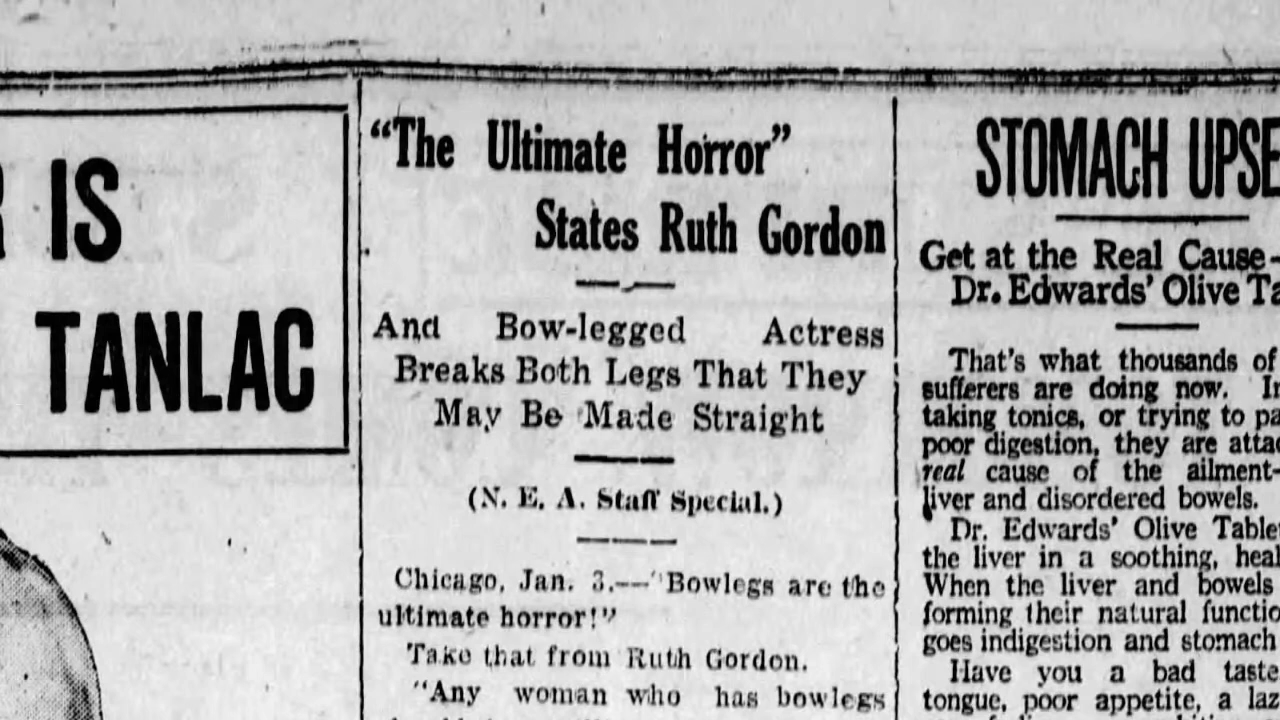 IS
TANLAC
“The Ultimate Horror”
States Ruth Gordon
And Bow-legged Actress
Breaks Both Legs That They
May Be Made Straight
(N. E. A. Staff Special.)
Chicago, Jan. 3.—“Bowlegs are the
ultimate horror!”
Take that from Ruth Gordon.
“Any woman who has bowlegs
STOMACH UPSE
Get at the Real Cause—
Dr. Edwards’ Olive Ta
That’s what thousands of
sufferers are doing now. In
taking tonics, or trying to pa
poor digestion, they are attac
real cause of the ailment—
liver and disordered bowels.
Dr. Edwards’ Olive Table
the liver in a soothing, heal
When the liver and bowels
forming their natural functio
goes indigestion and stomach
Have you a bad taste
tongue, poor appetite, a laz